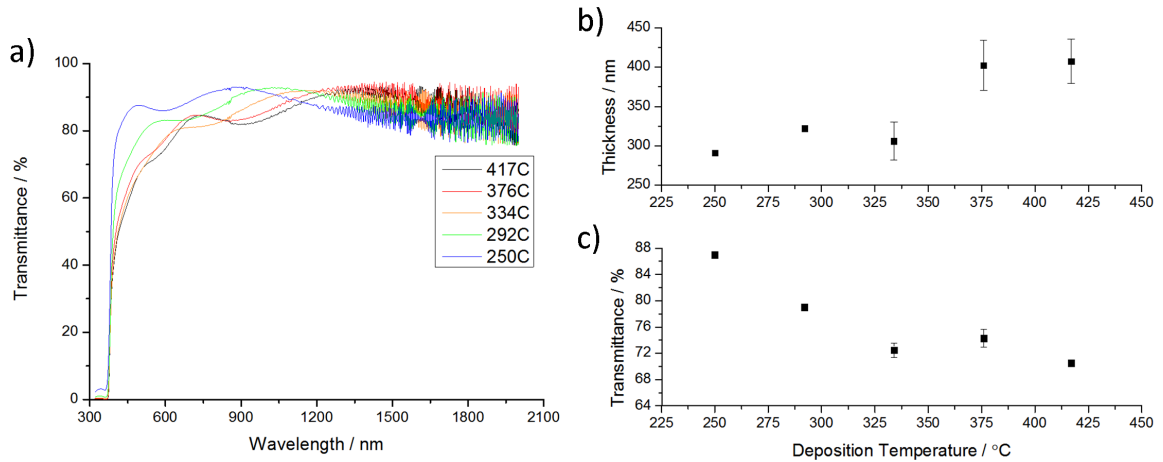 a)
100
80
60
40
20
0
Transmittance / %
417C
376C
334C
292C
250C
300 600 900 1200 1500 1800 2100
Wavelength / nm
b)
450
400
350
300
250
Thickness / nm
225 250 275 300 325 350 375 400 425 450
c)
88
84
80
76
72
68
64
Transmittance / %
225 250 275 300 325 350 375 400 425 450
Deposition Temperature / °C